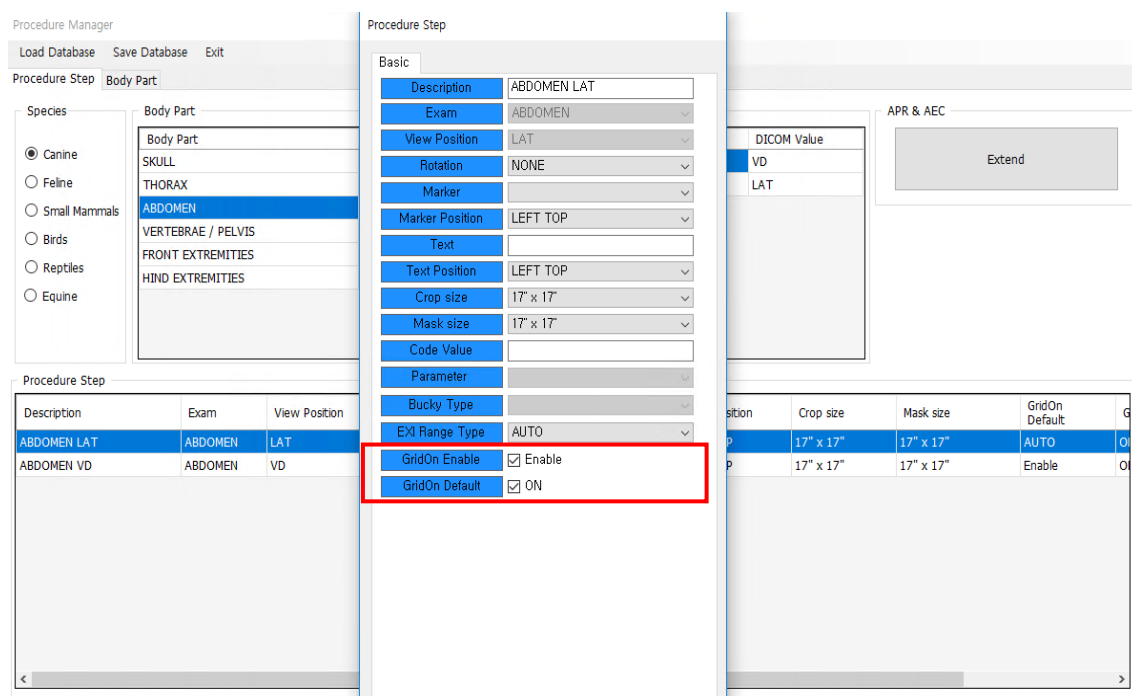 Procedure Manager
Load Database Save Database Exit
Procedure Step Body Part
Species
Canine
Feline
Small Mammals
Birds
Reptiles
Equine
Body Part
Body Part
SKULL
THORAX
ABDOMEN
VERTEBRAE / PELVIS
FRONT EXTREMITIES
HIND EXTREMITIES
Procedure Step
Basic
Description ABDOMEN LAT
Exam ABDOMEN
View Position LAT
Rotation NONE
Marker
Marker Position LEFT TOP
Text
Text Position LEFT TOP
Crop size 17" x 17"
Mask size 17" x 17"
Code Value
Parameter
Bucky Type
EXI Range Type AUTO
GridOn Enable Enable
GridOn Default ON
DICOM Value
VD
LAT
APR & AEC
Extend
Procedure Step
Description Exam View Position sition Crop size Mask size GridOn Default G
ABDOMEN LAT ABDOMEN LAT P 17" x 17" 17" x 17" AUTO
ABDOMEN VD ABDOMEN VD P 17" x 17" 17" x 17" Enable